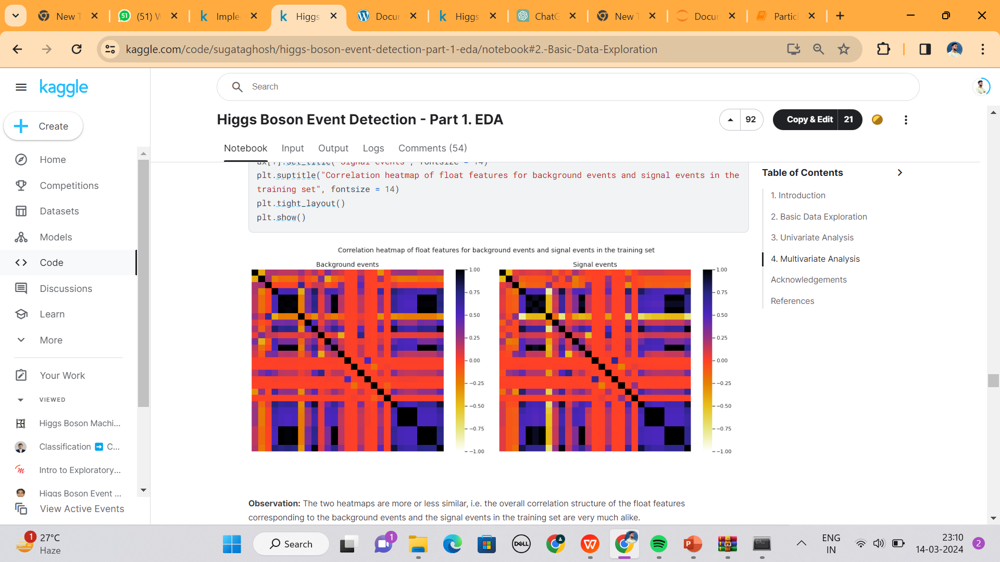 New T
(51) W
Imple
Higgs
Docu
Higgs
ChatG
New T
Docu
Particl
kaggle.com/code/sugataghosh/higgs-boson-event-detection-part-1-eda/notebook#2.-Basic-Data-Exploration
kaggle
Search
Create
Home
Competitions
Datasets
Models
Code
Discussions
Learn
More
Your Work
VIEWED
Higgs Boson Machi...
Classification ➡ C...
Intro to Exploratory...
Higgs Boson Event ...
View Active Events
Higgs Boson Event Detection - Part 1. EDA
92
Copy & Edit 21
Notebook Input Output Logs Comments (54)
ax[1].set_title("Signal events", fontsize = 14)
plt.suptitle("Correlation heatmap of float features for background events and signal events in the
training set", fontsize = 14)
plt.tight_layout()
plt.show()
Correlation heatmap of float features for background events and signal events in the training set
Background events
1.00
0.75
0.50
0.25
0.00
−0.25
−0.50
−0.75
−1.00
Signal events
1.00
0.75
0.50
0.25
0.00
−0.25
−0.50
−0.75
−1.00
Observation: The two heatmaps are more or less similar, i.e. the overall correlation structure of the float features
corresponding to the background events and the signal events in the training set are very much alike.
Table of Contents
1. Introduction
2. Basic Data Exploration
3. Univariate Analysis
4. Multivariate Analysis
Acknowledgements
References
1
27°C
Haze
Search
1
DELL
ENG
IN
23:10
14-03-2024
2